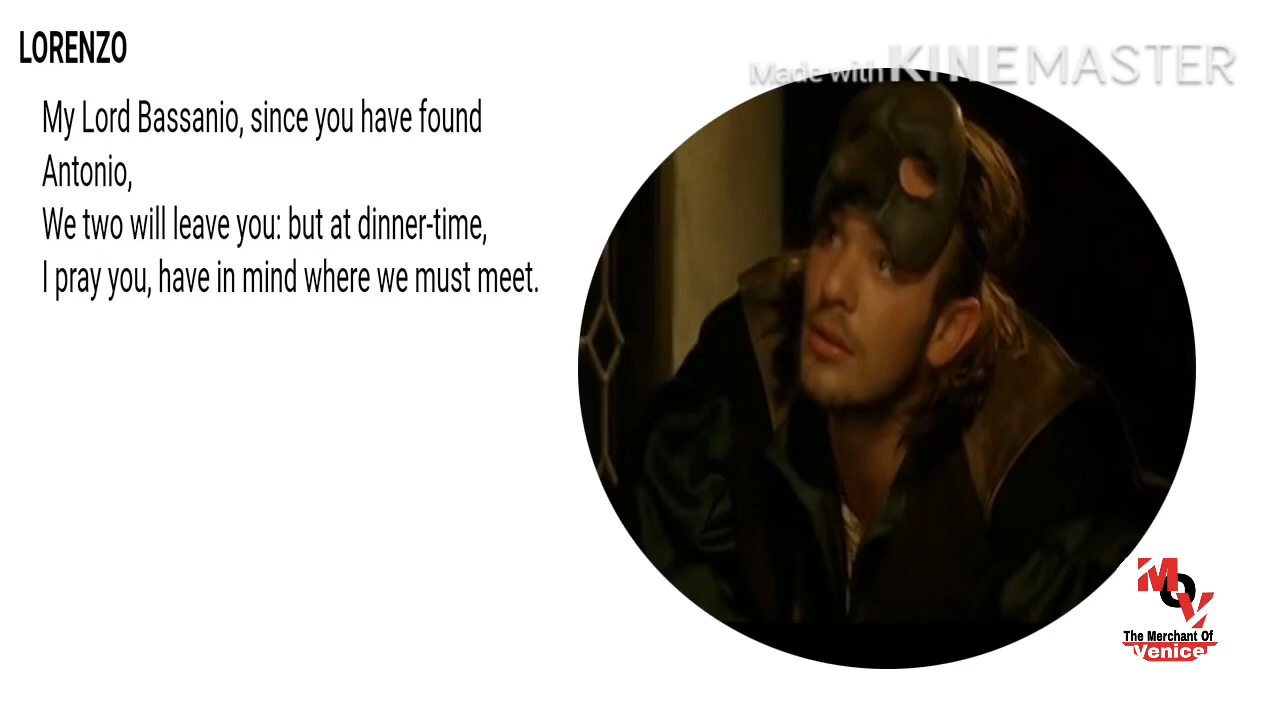 LORENZO
Made with KINEMASTER
My Lord Bassanio, since you have found
Antonio,
We two will leave you: but at dinner-time,
I pray you, have in mind where we must meet.
MOV
The Merchant Of
Venice